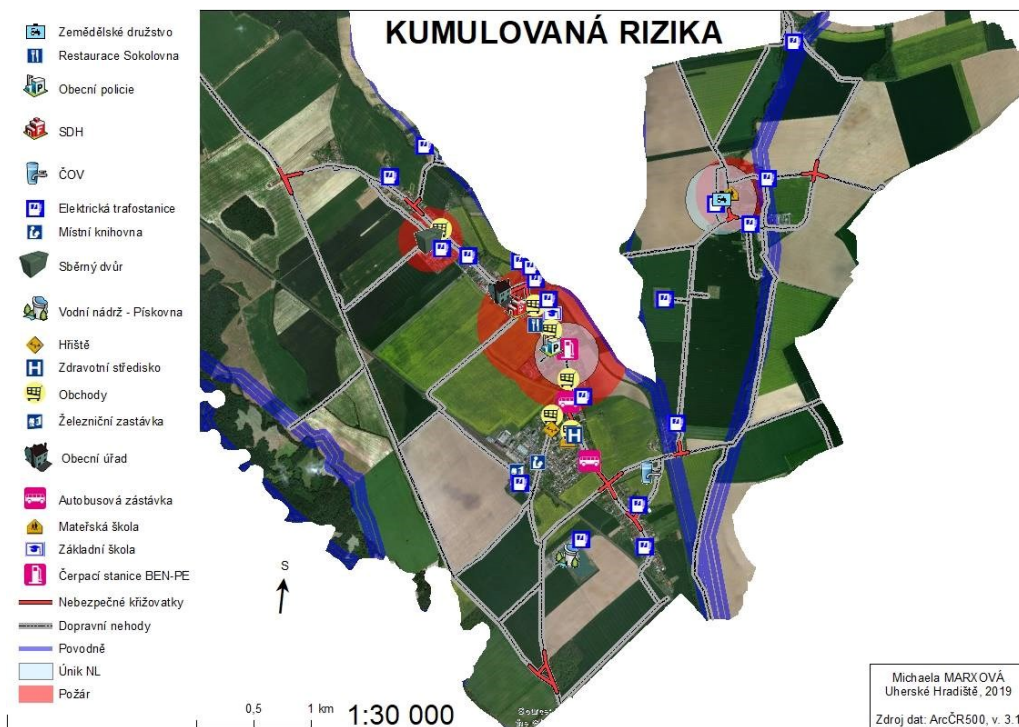 KUMULOVANÁ RIZIKA
Zemědělské družstvo
Restaurace Sokolovna
Obecní policie
SDH
ČOV
Elektrická trafostanice
Místní knihovna
Sběrný dvůr
Vodní nádrž - Pískovna
Hřiště
Zdravotní středisko
Obchody
Železniční zastávka
Obecní úřad
Autobusová zástávka
Mateřská škola
Základní škola
Čerpací stanice BEN-PE
Nebezpečné křižovatky
Dopravní nehody
Povodně
Únik NL
Požár
S
0,5 1 km
1:30 000
Michaela MARXOVÁ
Uherské Hradiště, 2019
Zdroj dat: ArcČR500, v. 3.1